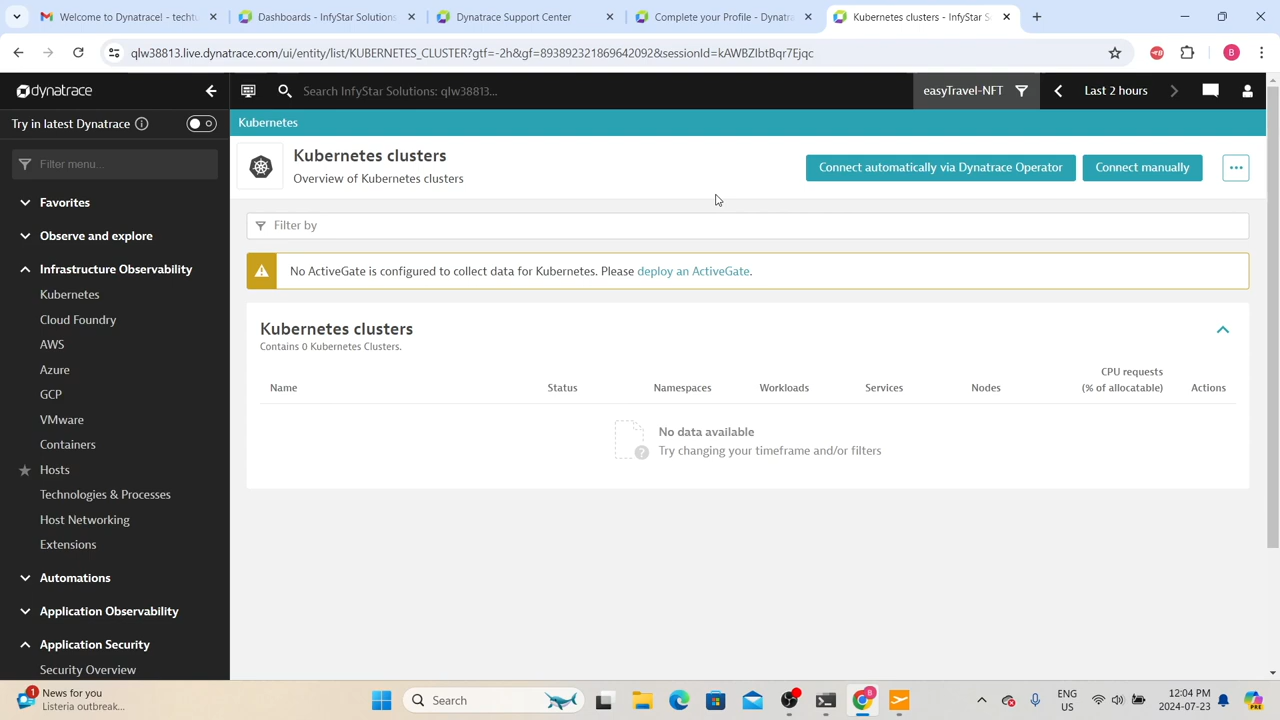 Welcome to Dynatrace! - techtu
Dashboards - InfyStar Solutions
Dynatrace Support Center
Complete your Profile - Dynatra
Kubernetes clusters - InfyStar S
qlw38813.live.dynatrace.com/ui/entity/list/KUBERNETES_CLUSTER?gtf=-2h&gf=893892321869642092&sessionId=kAWBZIbtBqr7Ejqc
B
dynatrace
Search InfyStar Solutions: qlw38813...
easyTravel-NFT
Last 2 hours
Try in latest Dynatrace
Filter menu...
Favorites
Observe and explore
Infrastructure Observability
Kubernetes
Cloud Foundry
AWS
Azure
GCP
VMware
Containers
Hosts
Technologies & Processes
Host Networking
Extensions
Automations
Application Observability
Application Security
Security Overview
Kubernetes
Kubernetes clusters
Overview of Kubernetes clusters
Connect automatically via Dynatrace Operator
Connect manually
Filter by
No ActiveGate is configured to collect data for Kubernetes. Please deploy an ActiveGate.
Kubernetes clusters
Contains 0 Kubernetes Clusters.
Name Status Namespaces Workloads Services Nodes CPU requests (% of allocatable) Actions
No data available
Try changing your timeframe and/or filters
1
News for you
Listeria outbreak...
Search
B
ENG
US
12:04 PM
2024-07-23
PRE